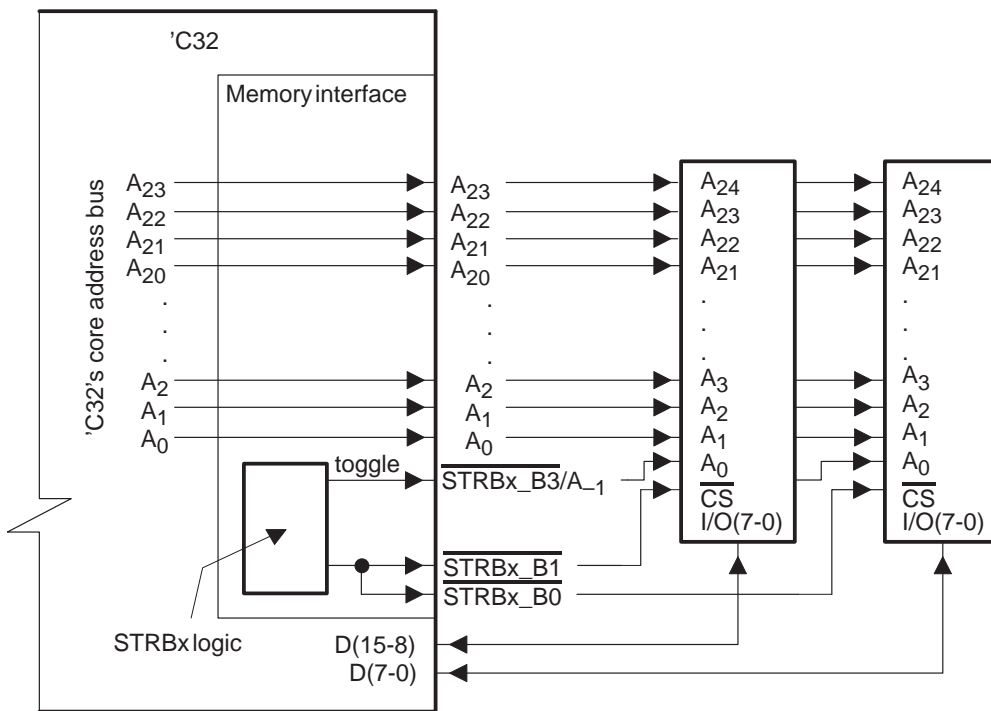 'C32
Memory interface
'C32's core address bus
A23 A23 A24 A24
A22 A22 A23 A23
A21 A21 A22 A22
A20 A20 A21 A21
. . . .
. . . .
. . . .
A2 A2 A3 A3
A1 A1 A2 A2
A0 A0 A1 A1
toggle STRBx_B3/A_1 A0 A0
CS CS
I/O(7-0) I/O(7-0)
STRBx_B1
STRBx_B0
STRBx logic
D(15-8)
D(7-0)